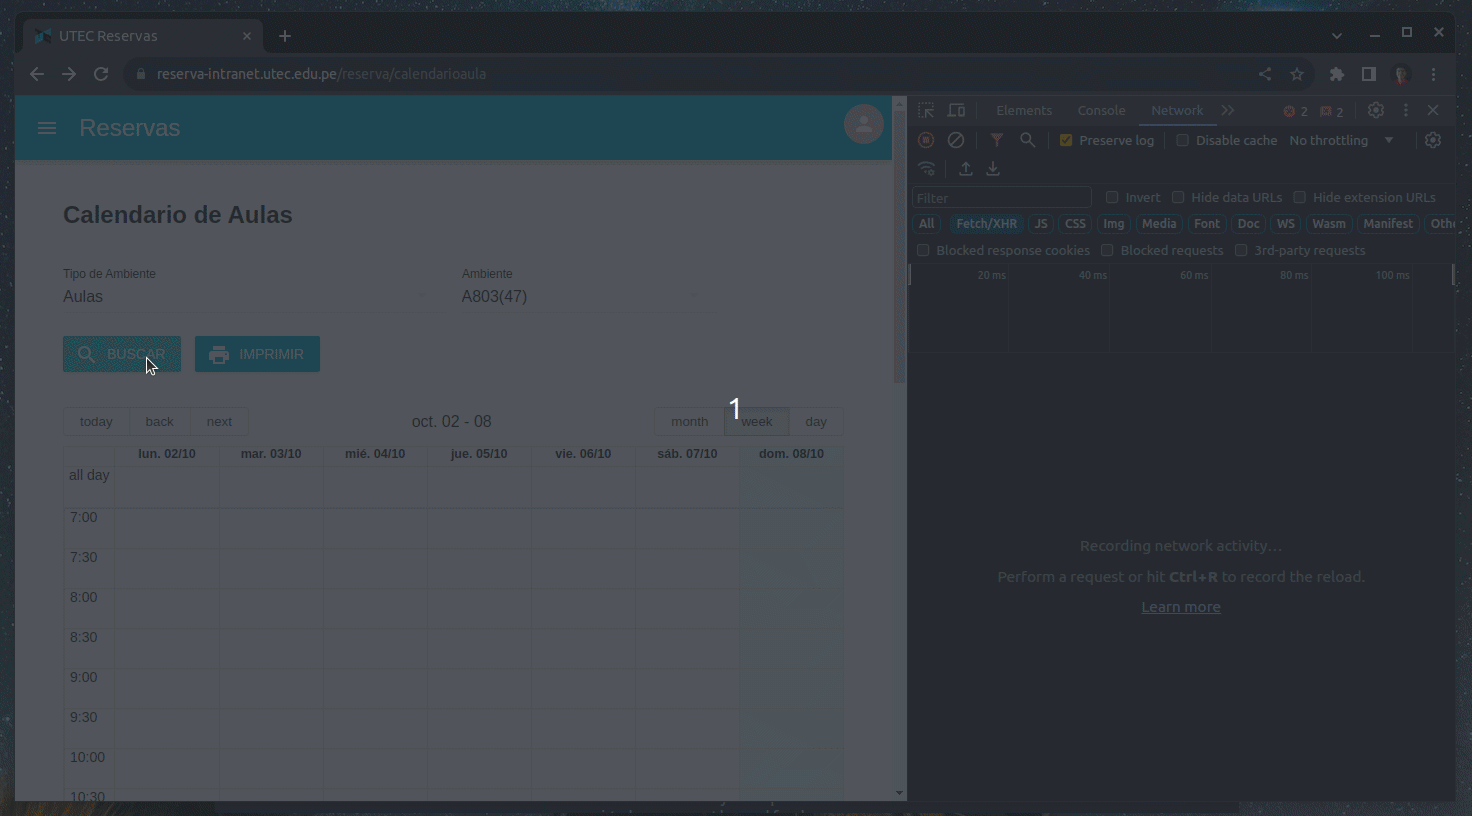 UTEC Reservas
reserva-intranet.utec.edu.pe/reserva/calendarioaula
Reservas
Calendario de Aulas
Tipo de Ambiente
Ambiente
Aulas
A803(47)
BUSCAR
IMPRIMIR
today back next
oct. 02 - 08
month week day
1
lun. 02/10 mar. 03/10 mié. 04/10 jue. 05/10 vie. 06/10 sáb. 07/10 dom. 08/10
all day
7:00
7:30
8:00
8:30
9:00
9:30
10:00
10:30
Elements Console Network 2 2
Preserve log Disable cache No throttling
Filter Invert Hide data URLs Hide extension URLs
All Fetch/XHR JS CSS Img Media Font Doc WS Wasm Manifest Othe
Blocked response cookies Blocked requests 3rd-party requests
20 ms 40 ms 60 ms 80 ms 100 ms
Recording network activity…
Perform a request or hit Ctrl+R to record the reload.
Learn more